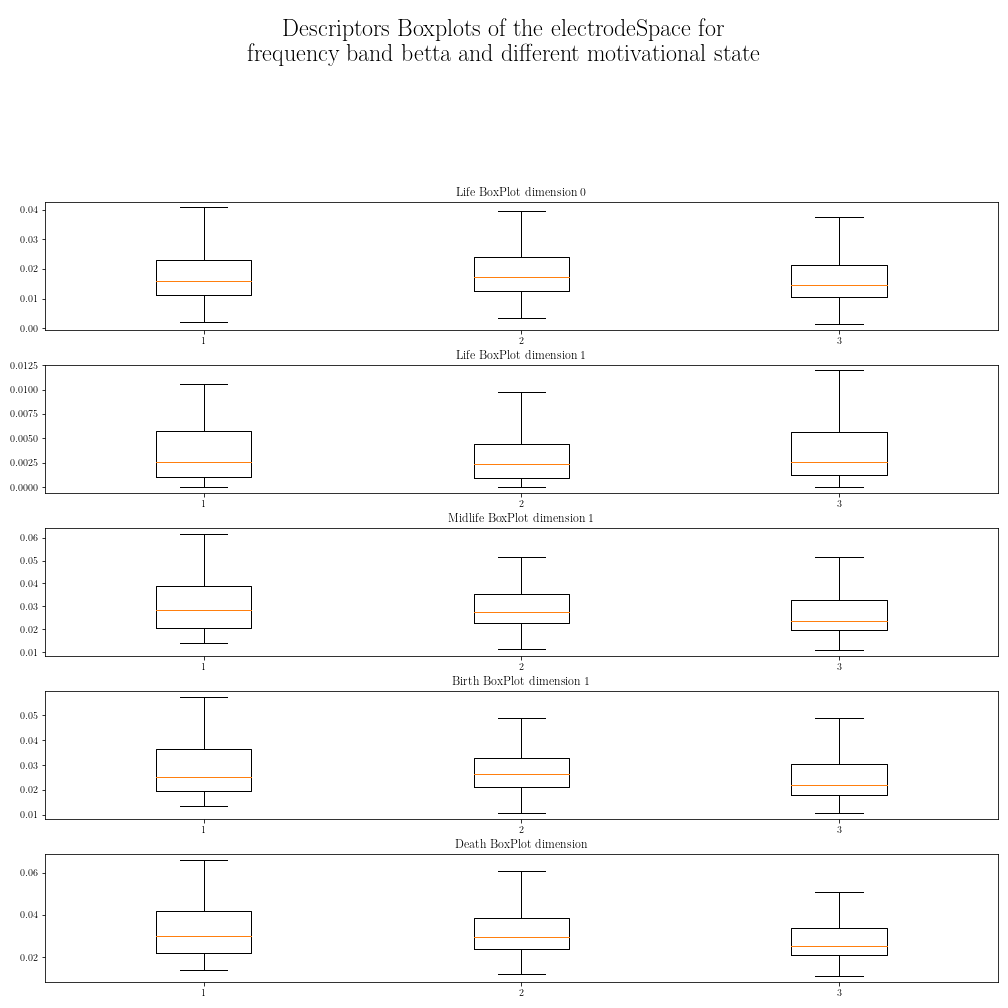 Descriptors Boxplots of the electrodeSpace for
frequency band betta and different motivational state
Life BoxPlot dimension 0
0.04
0.03
0.02
0.01
0.00
1 2 3
Life BoxPlot dimension 1
0.0125
0.0100
0.0075
0.0050
0.0025
0.0000
1 2 3
Midlife BoxPlot dimension 1
0.06
0.05
0.04
0.03
0.02
0.01
1 2 3
Birth BoxPlot dimension 1
0.05
0.04
0.03
0.02
0.01
1 2 3
Death BoxPlot dimension
0.06
0.04
0.02
1 2 3